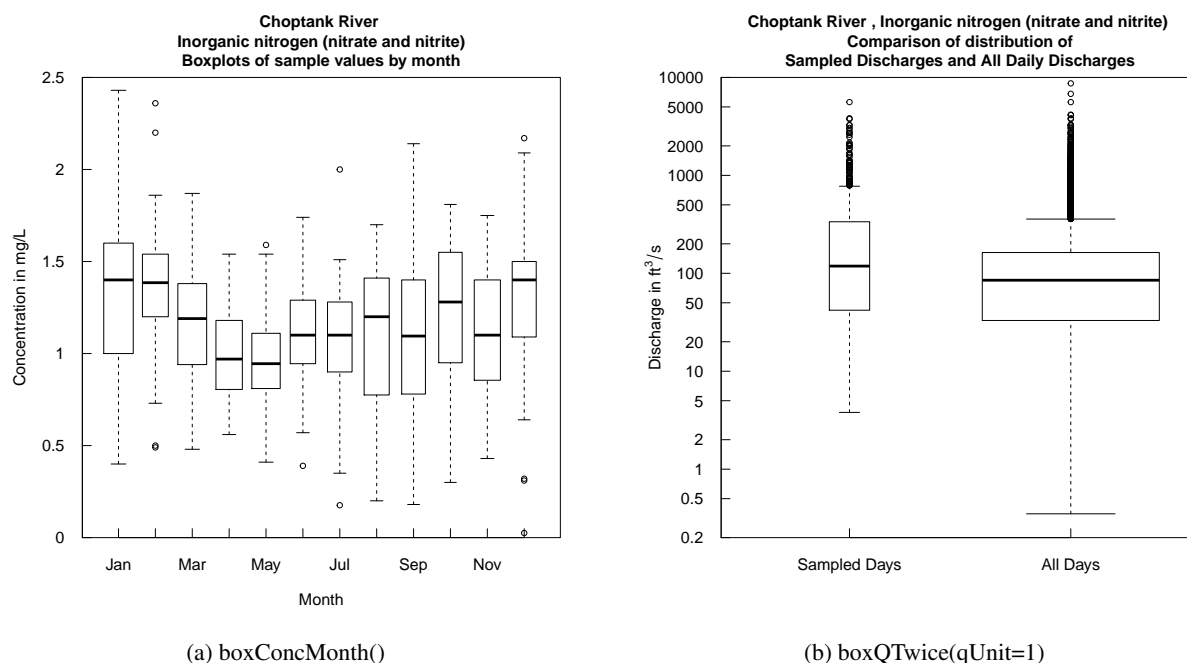 Choptank River
Inorganic nitrogen (nitrate and nitrite)
Boxplots of sample values by month
2.5
2
1.5
1
0.5
0
Concentration in mg/L
Jan
Mar
May
Jul
Sep
Nov
Month
(a) boxConcMonth()
Choptank River , Inorganic nitrogen (nitrate and nitrite)
Comparison of distribution of
Sampled Discharges and All Daily Discharges
10000
5000
2000
1000
500
200
100
50
20
10
5
2
1
0.5
0.2
Discharge in ft³/s
Sampled Days
All Days
(b) boxQTwice(qUnit=1)